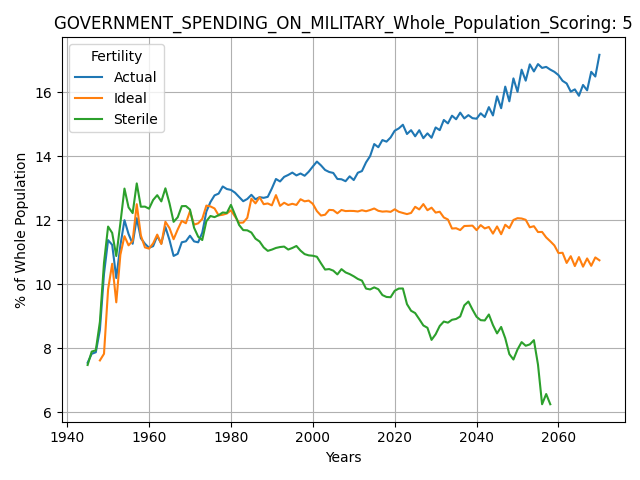 GOVERNMENT_SPENDING_ON_MILITARY_Whole_Population_Scoring: 5
Fertility
Actual
Ideal
Sterile
% of Whole Population
16
14
12
10
8
6
1940 1960 1980 2000 2020 2040 2060
Years